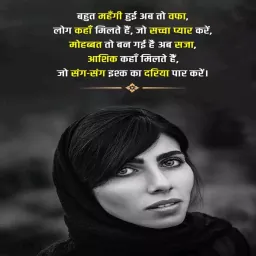 बहुत महँगी हुई अब तो वफा,
लोग कहाँ मिलते हैं, जो सच्चा प्यार करें,
मोहब्बत तो बन गई है अब सजा,
आशिक कहाँ मिलते हैं,
जो संग-संग इश्क का दरिया पार करें।